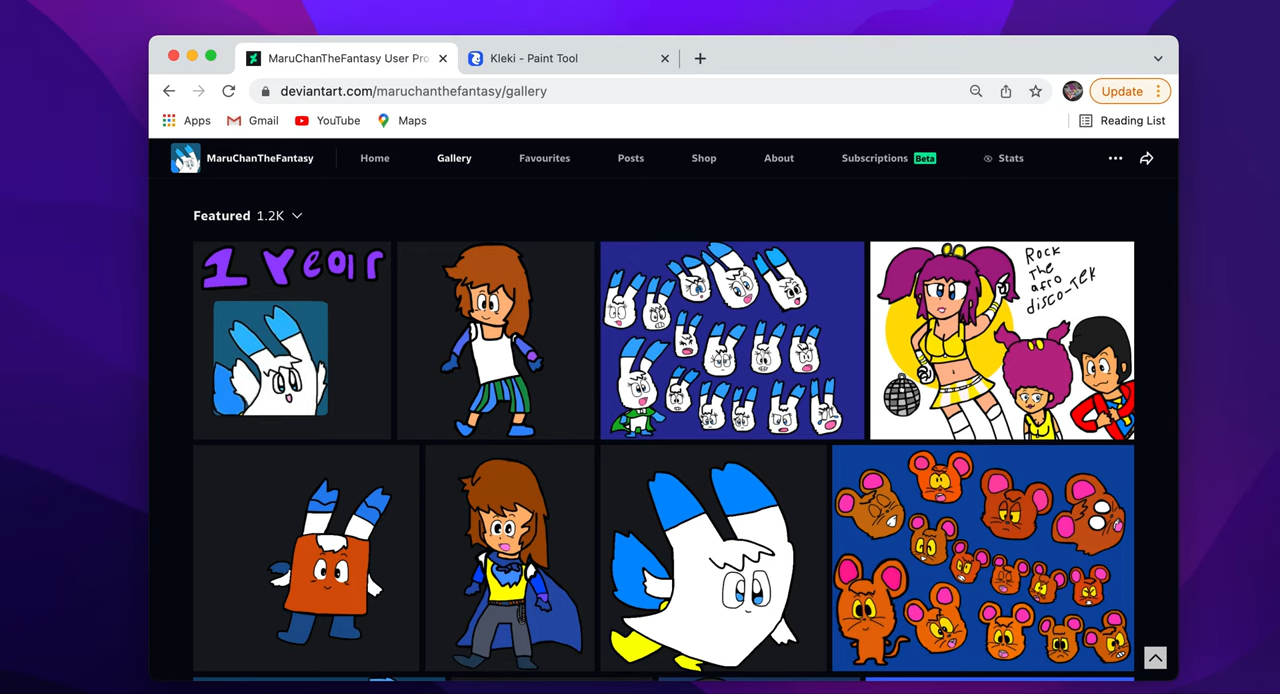 MaruChanTheFantasy User Pro
Kleki - Paint Tool
deviantart.com/maruchanthefantasy/gallery
Update
Apps Gmail YouTube Maps
Reading List
MaruChanTheFantasy Home Gallery Favourites Posts Shop About Subscriptions Beta Stats
Featured 1.2K
1 Year
Rock
The
afro
disco-Tek